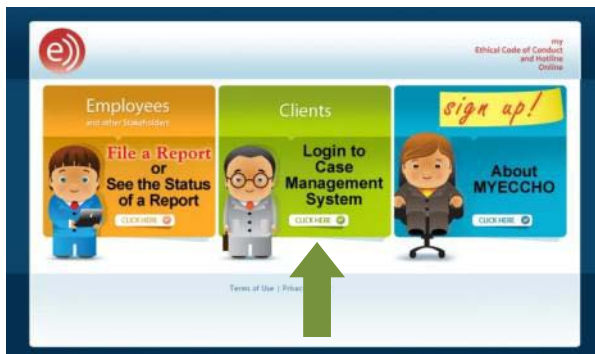 e))
my
Ethical Code of Conduct
and Hotline
Online
Employees
and other Stakeholders
File a Report
or
See the Status
of a Report
CLICK HERE
Clients
Login to
Case
Management
System
CLICK HERE
sign up!
About
MYECCHO
CLICK HERE
Terms of Use |